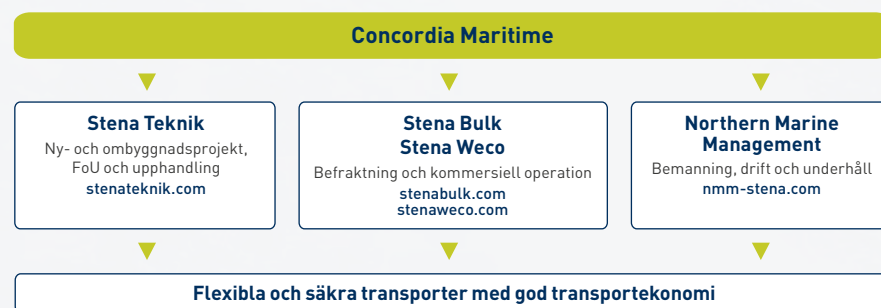 Concordia Maritime
Stena Teknik
Ny- och ombyggnadsprojekt,
FoU och upphandling
stenateknik.com
Stena Bulk
Stena Weco
Befraktning och kommersiell operation
stenabulk.com
stenaweco.com
Northern Marine
Management
Bemanning, drift och underhåll
nmm-stena.com
Flexibla och säkra transporter med god transportekonomi